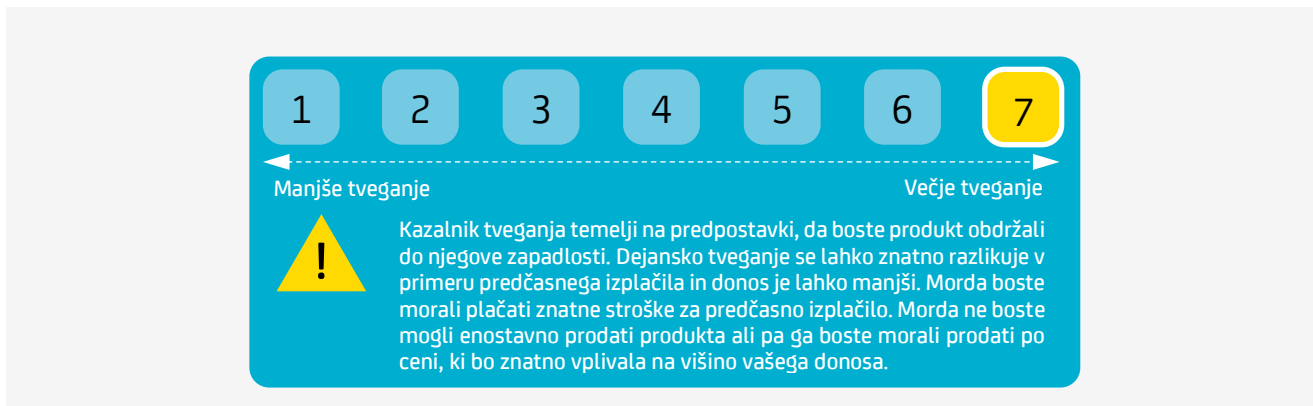 1 2 3 4 5 6 7
Manjše tveganje Večje tveganje
!
Kazalnik tveganja temelji na predpostavki, da boste produkt obdržali
do njegove zapadlosti. Dejansko tveganje se lahko znatno razlikuje v
primeru predčasnega izplačila in donos je lahko manjši. Morda boste
morali plačati znatne stroške za predčasno izplačilo. Morda ne boste
mogli enostavno prodati produkta ali pa ga boste morali prodati po
ceni, ki bo znatno vplivala na višino vašega donosa.